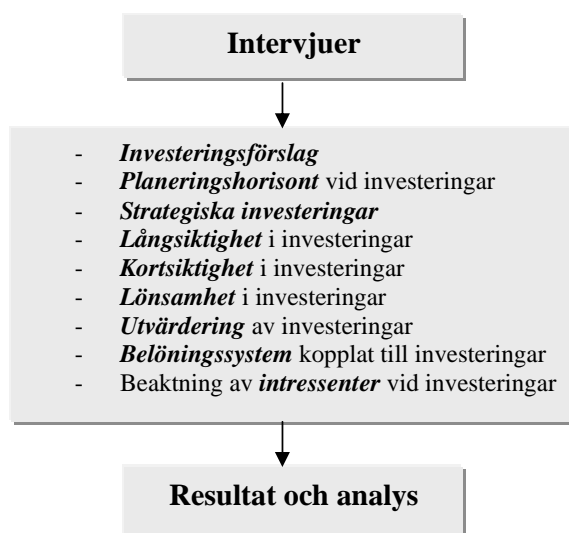 Intervjuer
- Investeringsförslag
- Planeringshorisont vid investeringar
- Strategiska investeringar
- Långsiktighet i investeringar
- Kortsiktighet i investeringar
- Lönsamhet i investeringar
- Utvärdering av investeringar
- Belöningssystem kopplat till investeringar
- Beaktning av intressenter vid investeringar
Resultat och analys